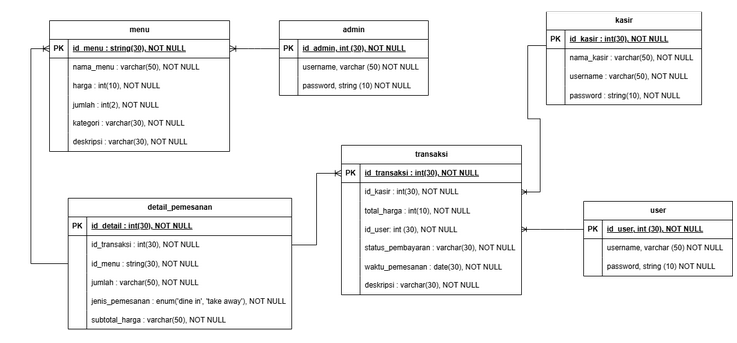 menu
PK id_menu : string(30), NOT NULL
nama_menu : varchar(50), NOT NULL
harga : int(10), NOT NULL
jumlah : int(2), NOT NULL
kategori : varchar(30), NOT NULL
deskripsi : varchar(30), NOT NULL
admin
PK id_admin, int (30), NOT NULL
username, varchar (50) NOT NULL
password, string (10) NOT NULL
kasir
PK id_kasir : int(30), NOT NULL
nama_kasir : varchar(50), NOT NULL
username : varchar(50), NOT NULL
password : string(10), NOT NULL
transaksi
PK id_transaksi : int(30), NOT NULL
id_kasir : int(30), NOT NULL
total_harga : int(10), NOT NULL
id_user: int (30), NOT NULL
status_pembayaran : varchar(30), NOT NULL
waktu_pemesanan : date(30), NOT NULL
deskripsi : varchar(30), NOT NULL
detail_pemesanan
PK id_detail : int(30), NOT NULL
id_transaksi : int(30), NOT NULL
id_menu : string(30), NOT NULL
jumlah : varchar(50), NOT NULL
jenis_pemesanan : enum('dine in', 'take away'), NOT NULL
subtotal_harga : varchar(50), NOT NULL
user
PK id_user, int (30), NOT NULL
username, varchar (50) NOT NULL
password, string (10) NOT NULL